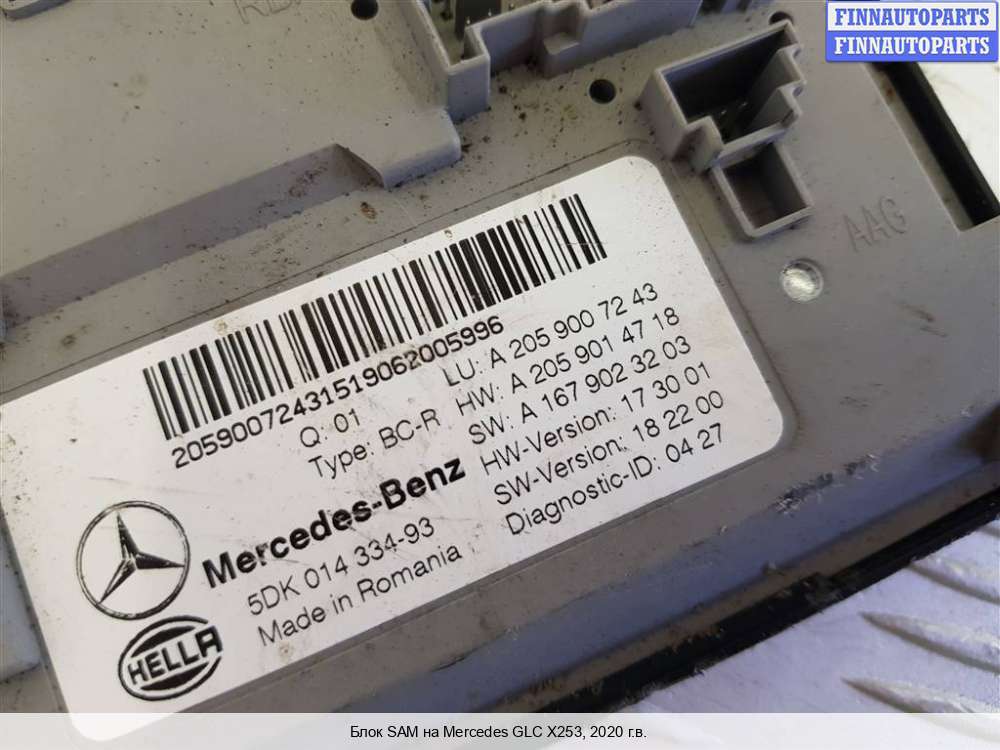 FINNAUTOPARTS
FINNAUTOPARTS
AAG
20590072431519062005996
Q: 01
Type: BC-R
LU: A 205 900 72 43
HW: A 205 901 47 18
SW: A 167 902 32 03
HW-Version: 17 30 01
SW-Version: 18 22 00
Diagnostic-ID: 04 27
Mercedes-Benz
5DK 014 334-93
Made in Romania
HELLA
Блок SAM на Mercedes GLC X253, 2020 г.в.